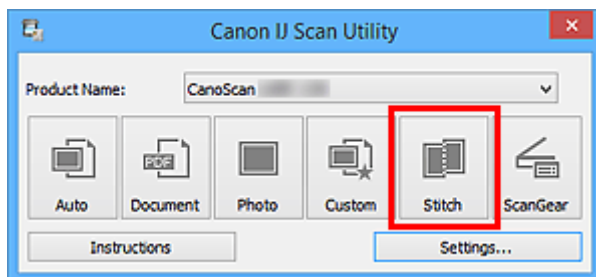 Canon IJ Scan Utility
Product Name: CanoScan
PDF
Auto Document Photo Custom Stitch ScanGear
Instructions Settings...